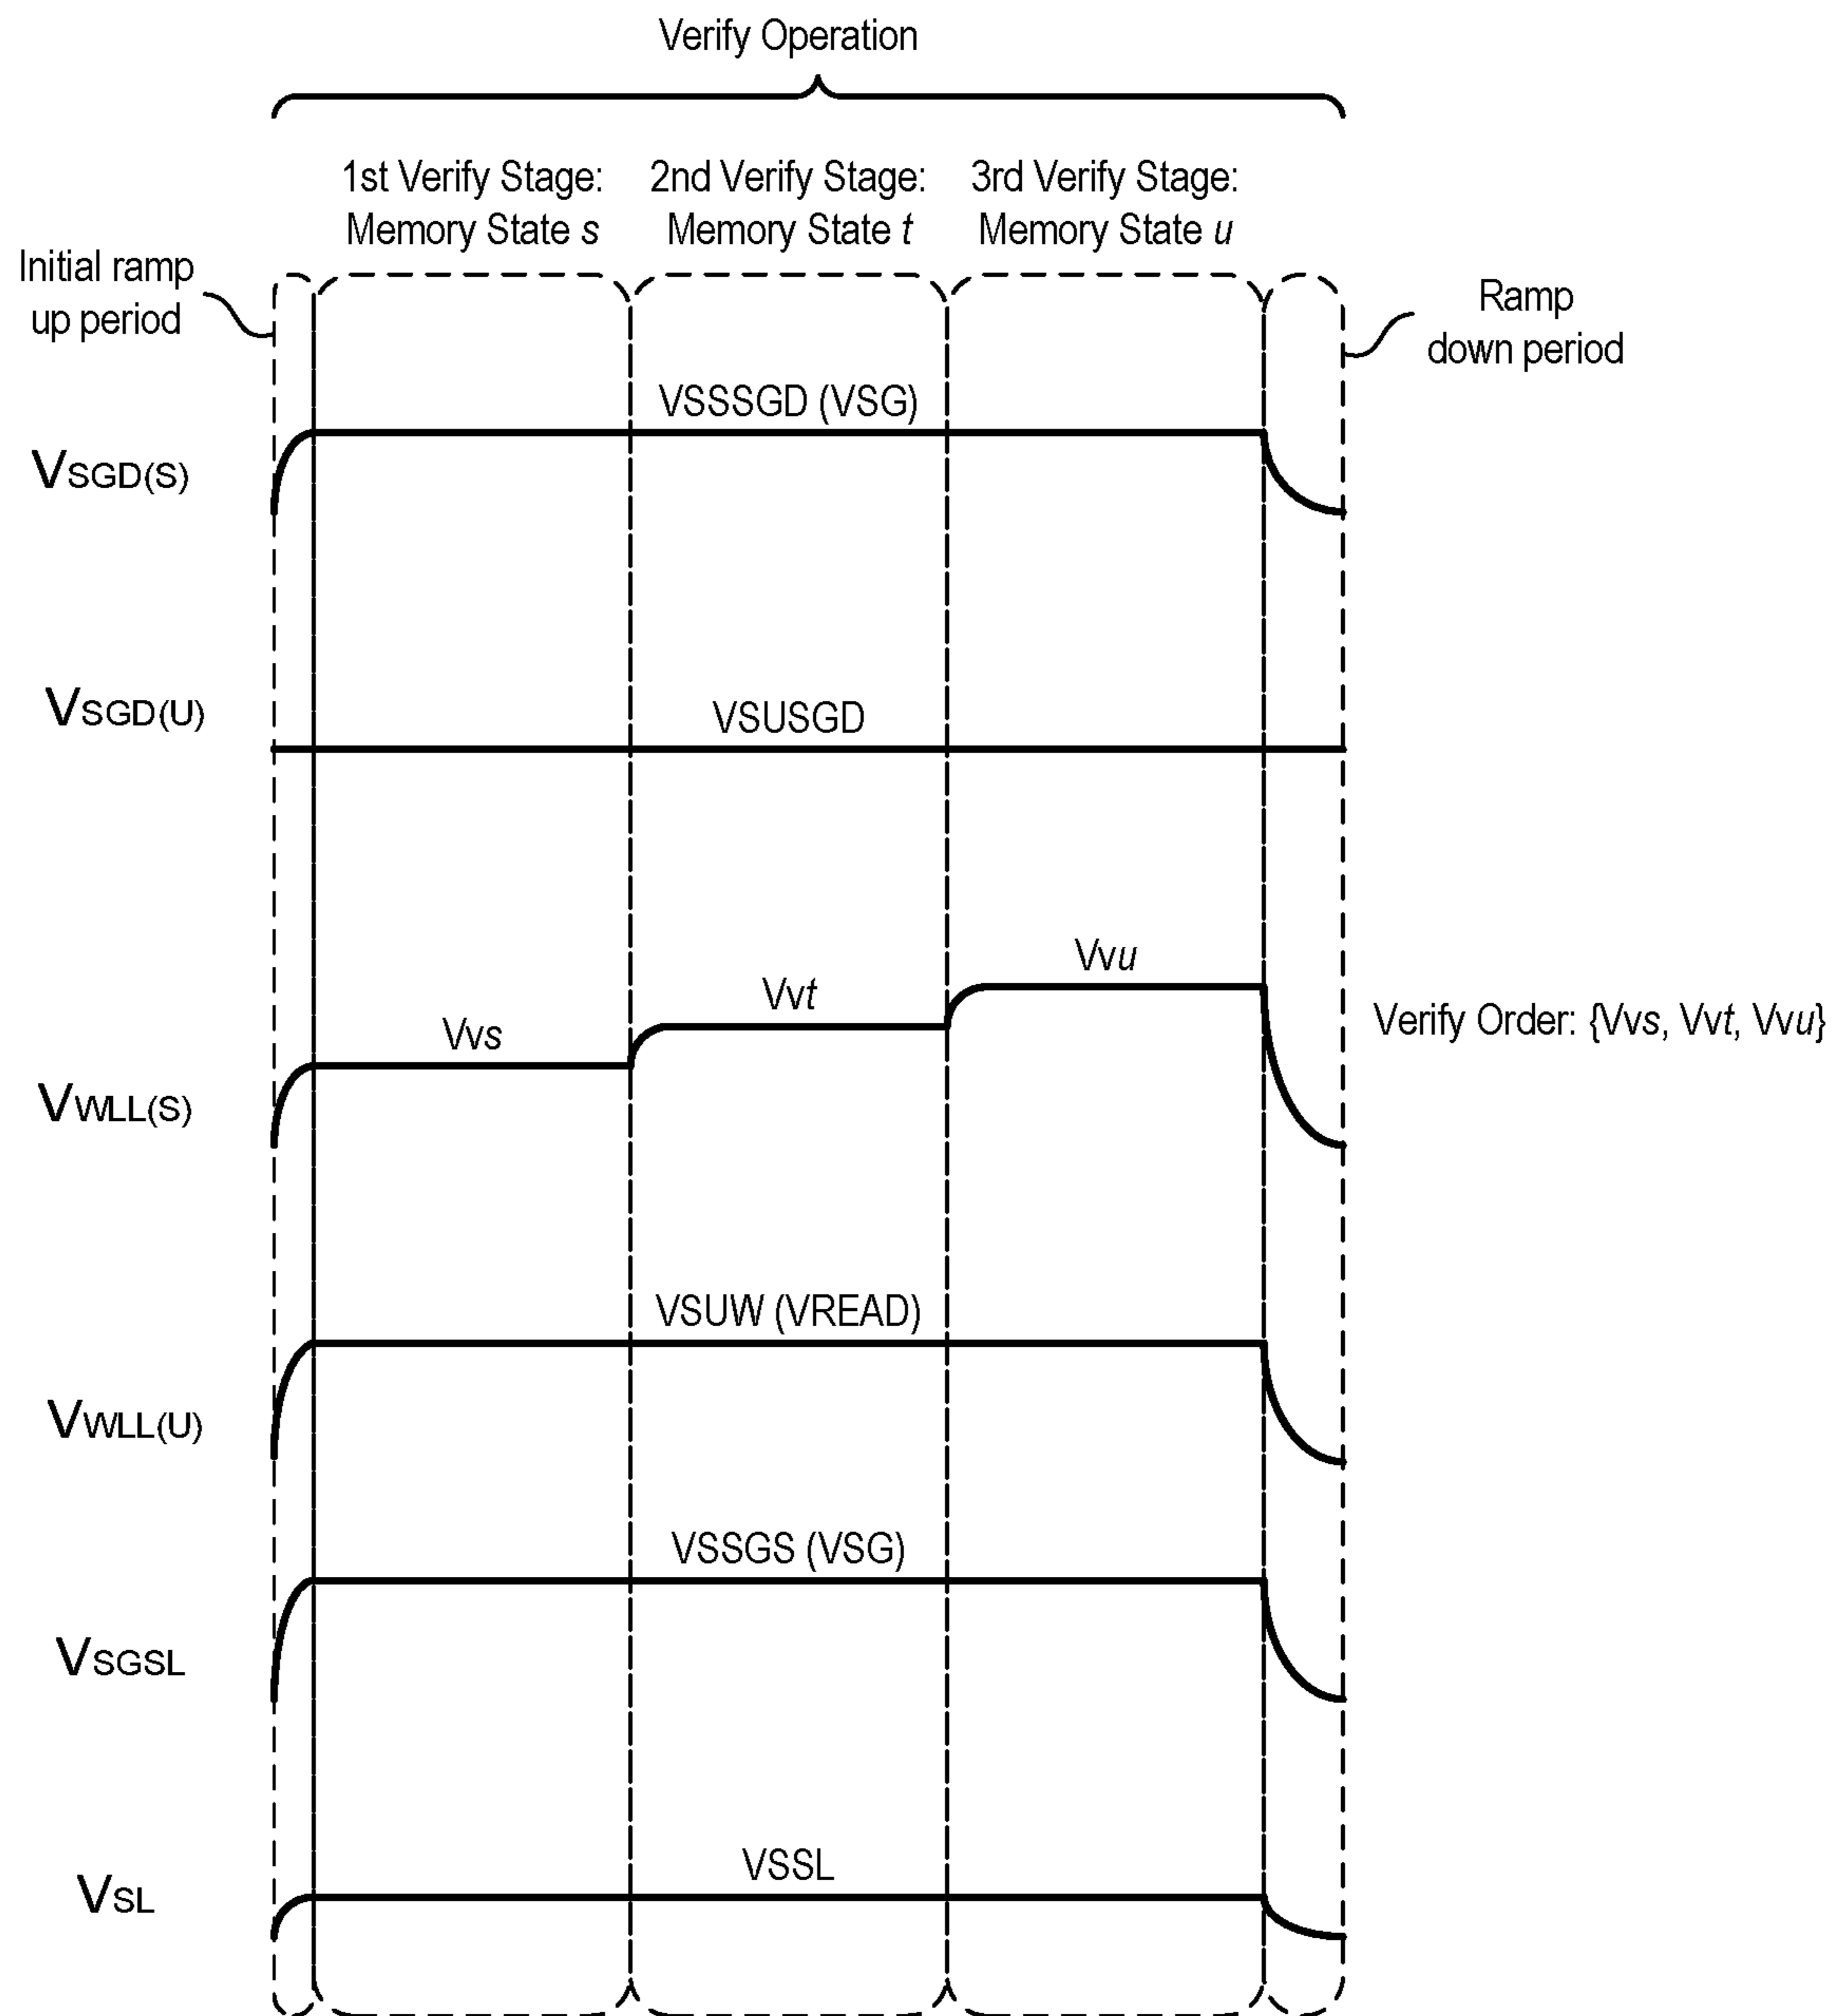 Verify Operation
1st Verify Stage:
Memory State s
2nd Verify Stage:
Memory State t
3rd Verify Stage:
Memory State u
Initial ramp
up period
Ramp
down period
VSSSGD (VSG)
VSGD(S)
VSUSGD
VSGD(U)
Vvs
Vvt
Vvu
VWLL(S)
Verify Order: {Vvs, Vvt, Vvu}
VSUW (VREAD)
VWLL(U)
VSSGS (VSG)
VSGSL
VSSL
VSL